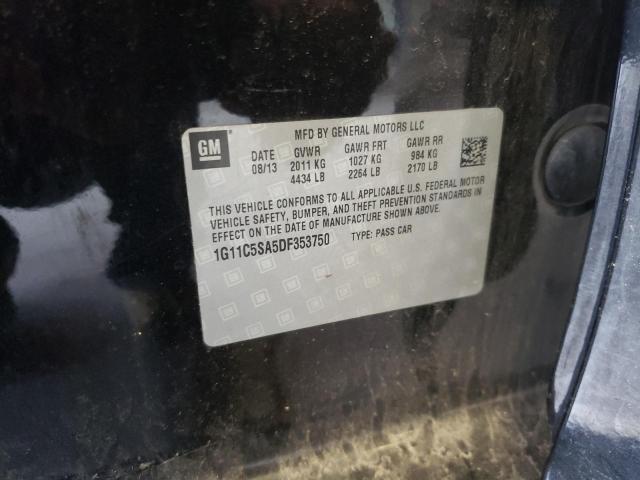 GM
MFD BY GENERAL MOTORS LLC
DATE GVWR GAWR FRT GAWR RR
08/13 2011 KG 1027 KG 984 KG
4434 LB 2264 LB 2170 LB
THIS VEHICLE CONFORMS TO ALL APPLICABLE U.S. FEDERAL MOTOR
VEHICLE SAFETY, BUMPER, AND THEFT PREVENTION STANDARDS IN
EFFECT ON THE DATE OF MANUFACTURE SHOWN ABOVE.
1G11C5SA5DF353750 TYPE: PASS CAR